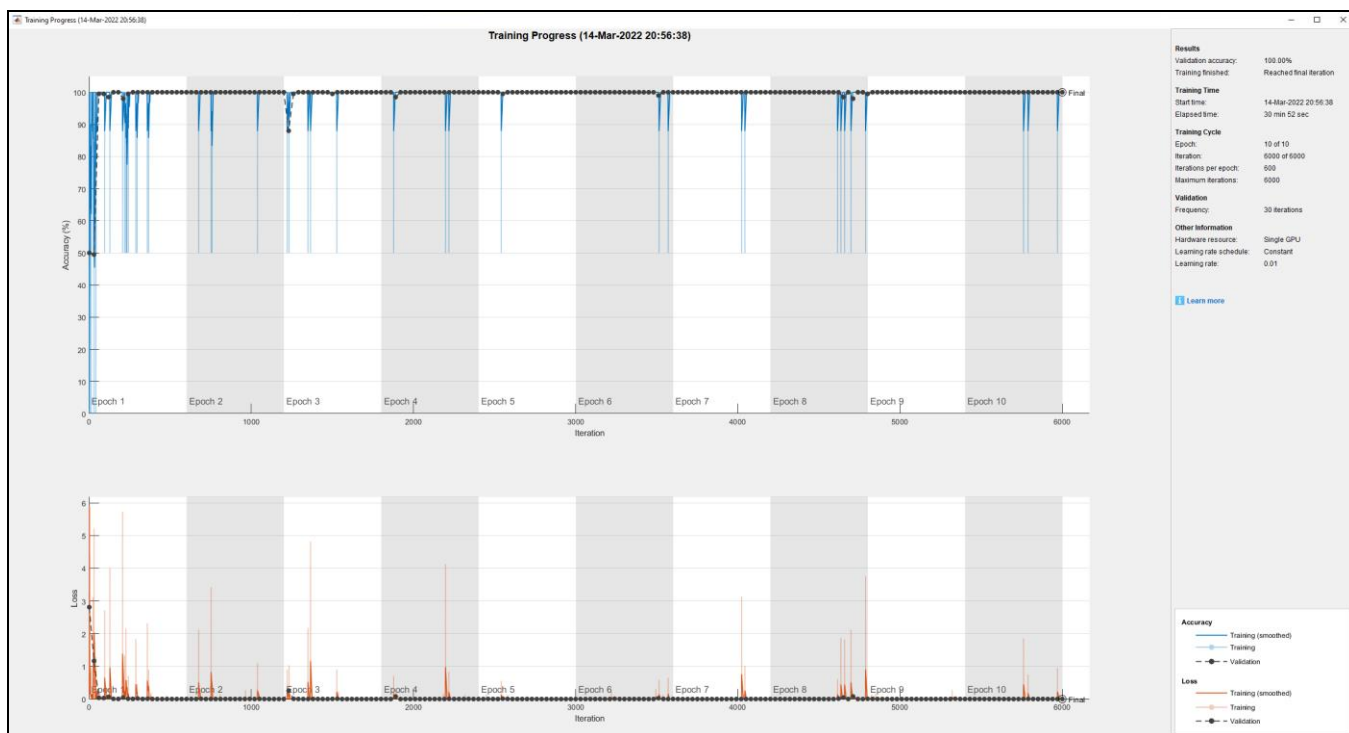 Training Progress (14-Mar-2022 20:56:38)
Training Progress (14-Mar-2022 20:56:38)
100
90
80
70
60
50
40
30
20
10
0
Accuracy (%)
Final
Epoch 1 Epoch 2 Epoch 3 Epoch 4 Epoch 5 Epoch 6 Epoch 7 Epoch 8 Epoch 9 Epoch 10
0 1000 2000 3000 4000 5000 6000
Iteration
6
5
4
3
2
1
0
Loss
Final
Epoch 1 Epoch 2 Epoch 3 Epoch 4 Epoch 5 Epoch 6 Epoch 7 Epoch 8 Epoch 9 Epoch 10
0 1000 2000 3000 4000 5000 6000
Iteration
Results
Validation accuracy: 100.00%
Training finished: Reached final iteration
Training Time
Start time: 14-Mar-2022 20:56:38
Elapsed time: 30 min 52 sec
Training Cycle
Epoch: 10 of 10
Iteration: 6000 of 6000
Iterations per epoch: 600
Maximum iterations: 6000
Validation
Frequency: 30 iterations
Other Information
Hardware resource: Single GPU
Learning rate schedule: Constant
Learning rate: 0.01
i Learn more
Accuracy
Training (smoothed)
Training
Validation
Loss
Training (smoothed)
Training
Validation